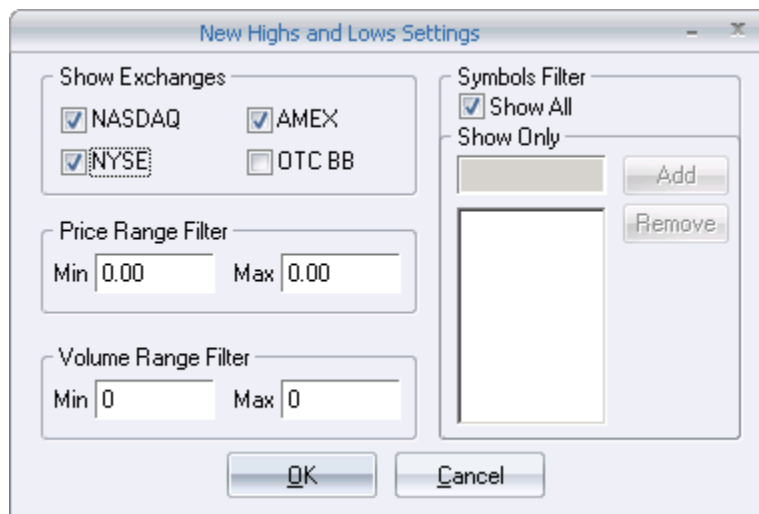 New Highs and Lows Settings
Show Exchanges
NASDAQ AMEX
NYSE OTC BB
Price Range Filter
Min 0.00 Max 0.00
Volume Range Filter
Min 0 Max 0
Symbols Filter
Show All
Show Only
Add
Remove
OK Cancel